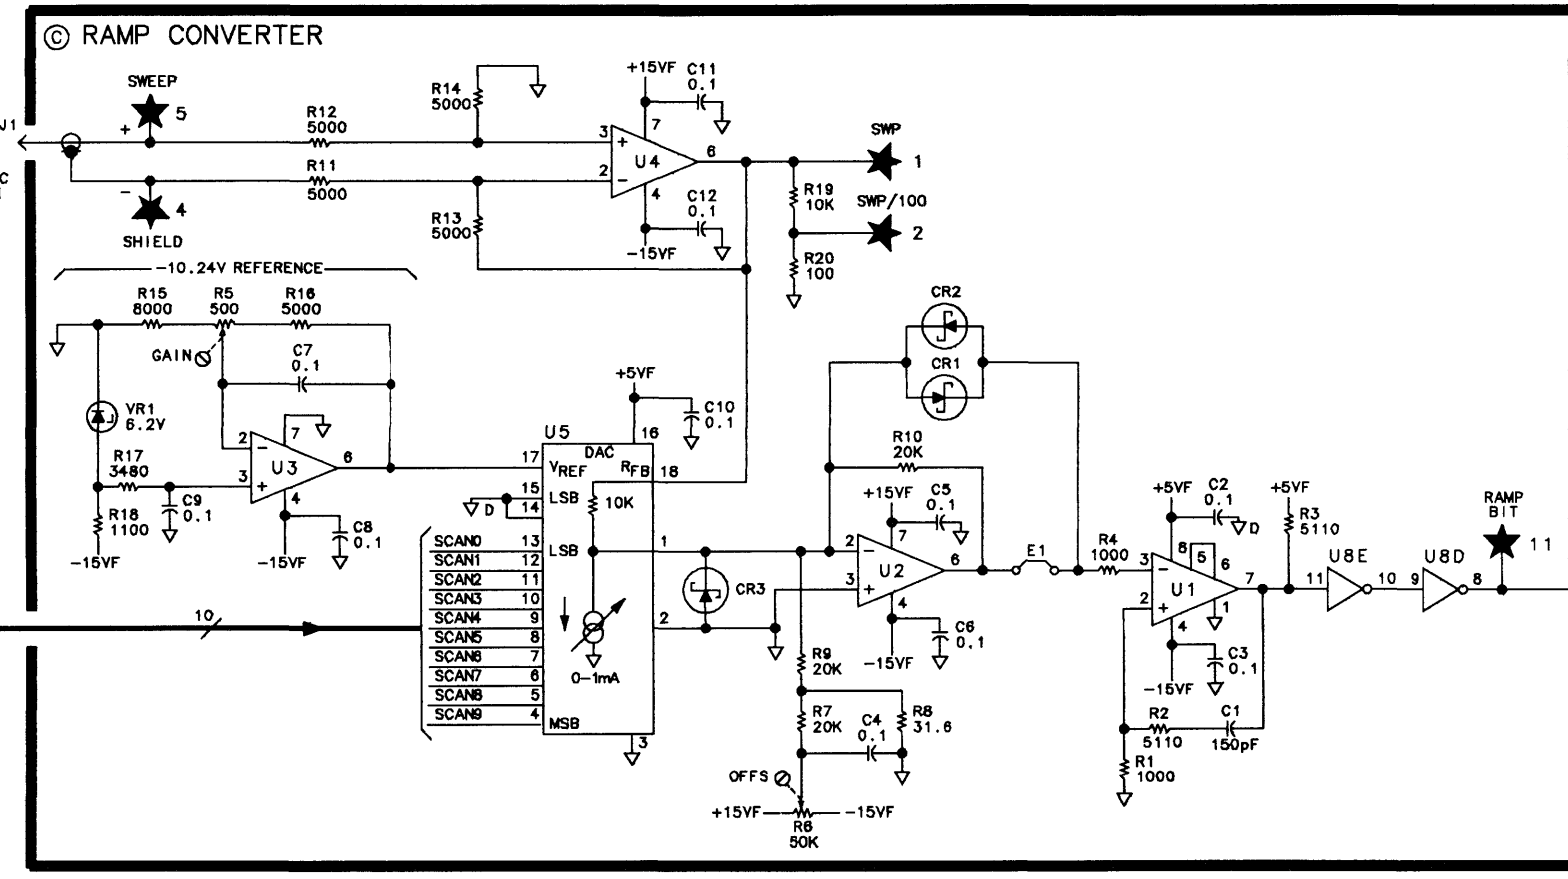 Ⓒ RAMP CONVERTER
J1
C
SWEEP
5
+
R12
5000
R14
5000
+15VF
C11
0.1
7
3
+
U4
6
2
−
4
C12
0.1
−15VF
R11
5000
−
4
SHIELD
R13
5000
SWP
1
R19
10K
SWP/100
2
R20
100
−10.24V REFERENCE
R15
8000
R5
500
R16
5000
GAIN
C7
0.1
VR1
6.2V
R17
3480
2
−
7
U3
6
3
+
4
C9
0.1
R18
1100
−15VF
C8
0.1
−15VF
+5VF
C10
0.1
16
U5
DAC
17
VREF
RFB
18
15
LSB
14
D
10K
SCAN0
13
LSB
1
SCAN1
12
SCAN2
11
SCAN3
10
SCAN4
9
SCAN5
8
SCAN6
7
SCAN7
6
SCAN8
5
SCAN9
4
MSB
2
0-1mA
3
10
CR3
CR2
CR1
R10
20K
+15VF
C5
0.1
7
2
−
U2
6
3
+
4
C6
0.1
−15VF
E1
R9
20K
R7
20K
C4
0.1
R8
31.6
OFFS
+15VF
−15VF
R6
50K
R4
1000
+5VF
C2
0.1
D
8
5
6
3
−
U1
7
2
+
1
4
C3
0.1
−15VF
R2
5110
C1
150pF
R1
1000
+5VF
R3
5110
U8E
11
10
U8D
9
8
RAMP
BIT
11